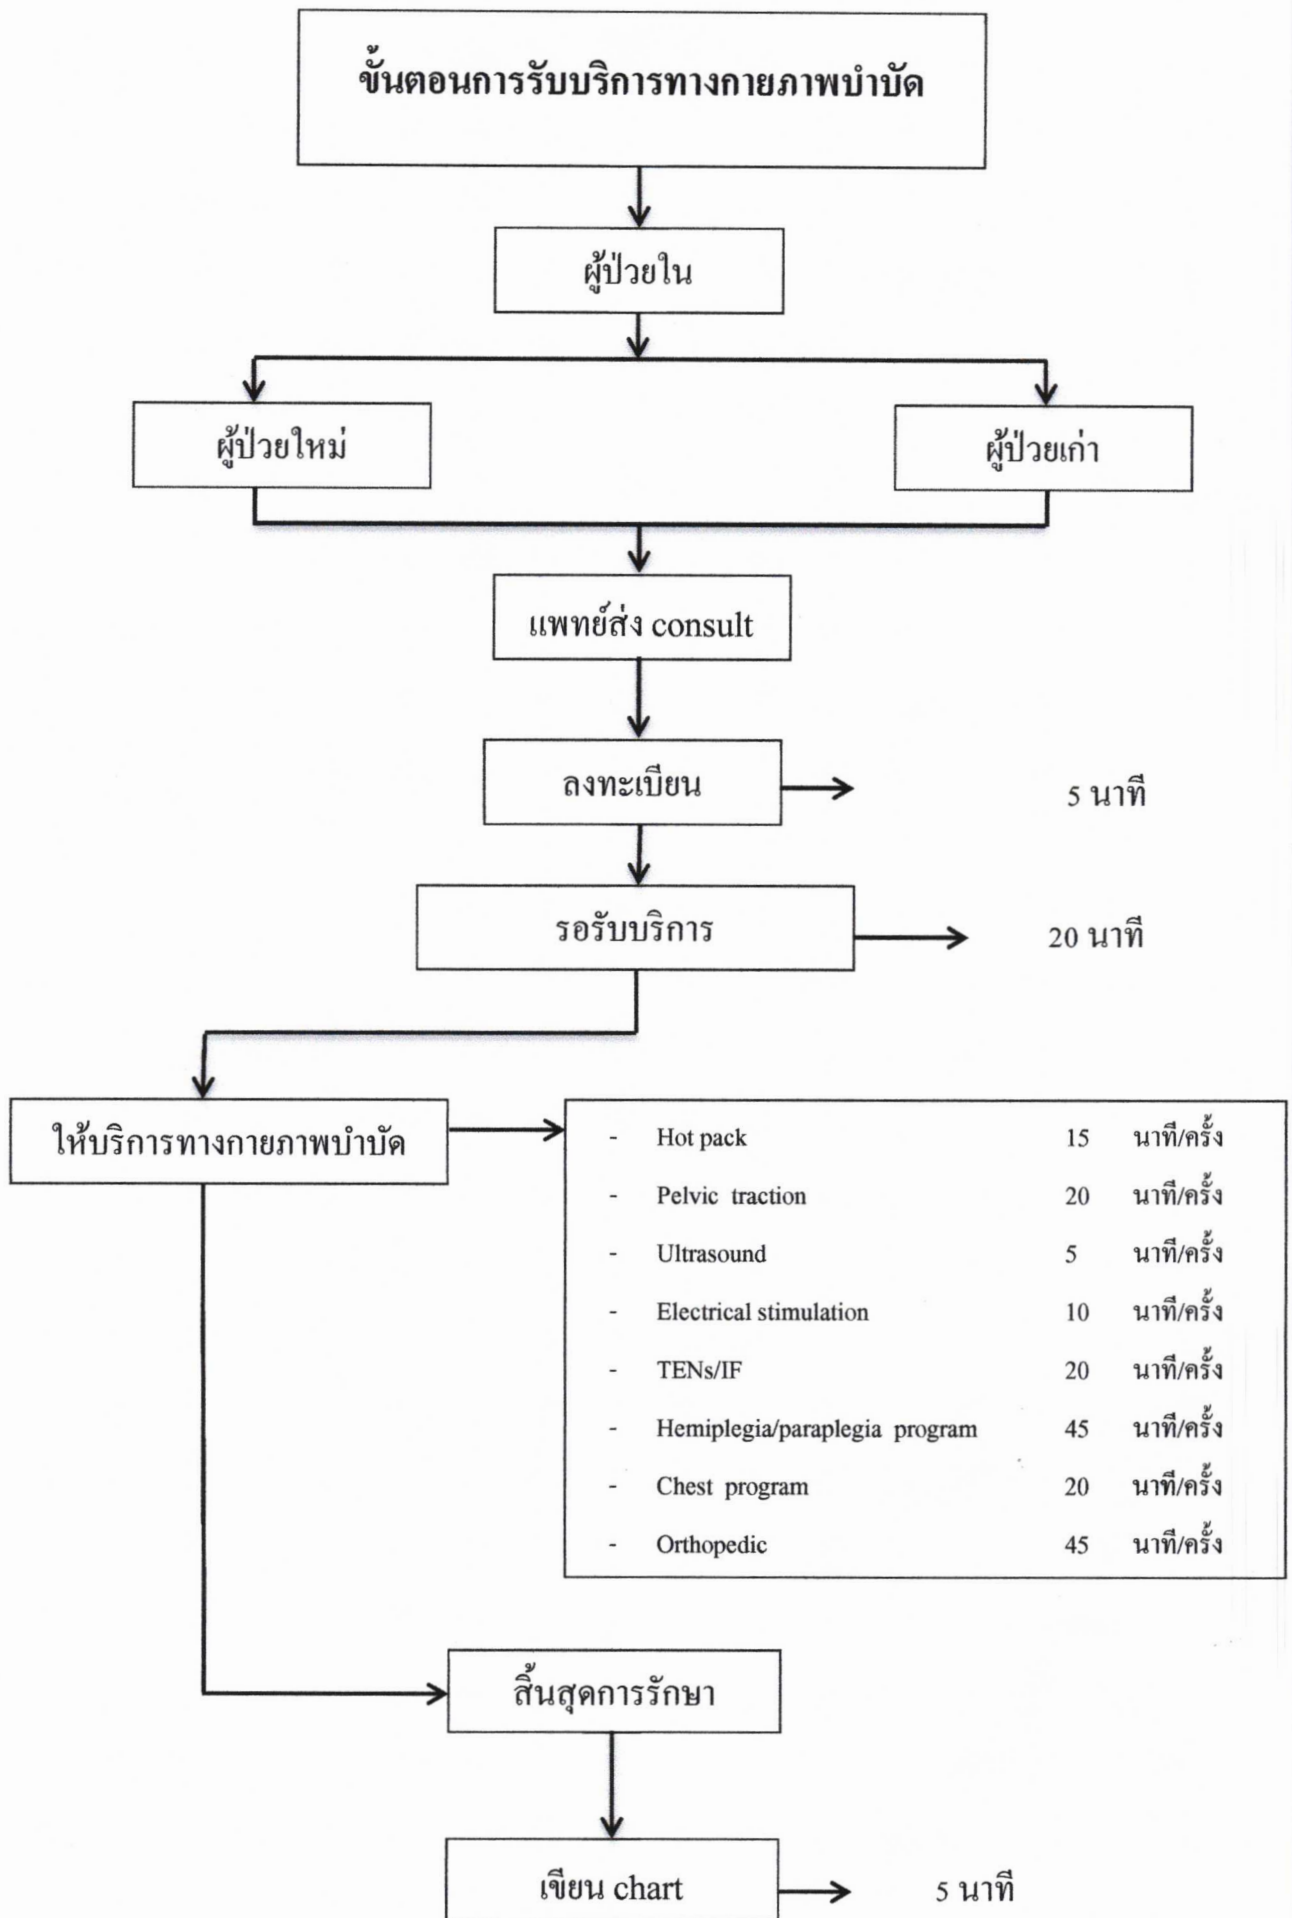 ขั้นตอนการรับบริการทางกายภาพบำบัด
ผู้ป่วยใน
ผู้ป่วยใหม่
ผู้ป่วยเก่า
แพทย์ส่ง consult
ลงทะเบียน
5 นาที
รอรับบริการ
20 นาที
ให้บริการทางกายภาพบำบัด
- Hot pack 15 นาที/ครั้ง
- Pelvic traction 20 นาที/ครั้ง
- Ultrasound 5 นาที/ครั้ง
- Electrical stimulation 10 นาที/ครั้ง
- TENs/IF 20 นาที/ครั้ง
- Hemiplegia/paraplegia program 45 นาที/ครั้ง
- Chest program 20 นาที/ครั้ง
- Orthopedic 45 นาที/ครั้ง
สิ้นสุดการรักษา
เขียน chart
5 นาที